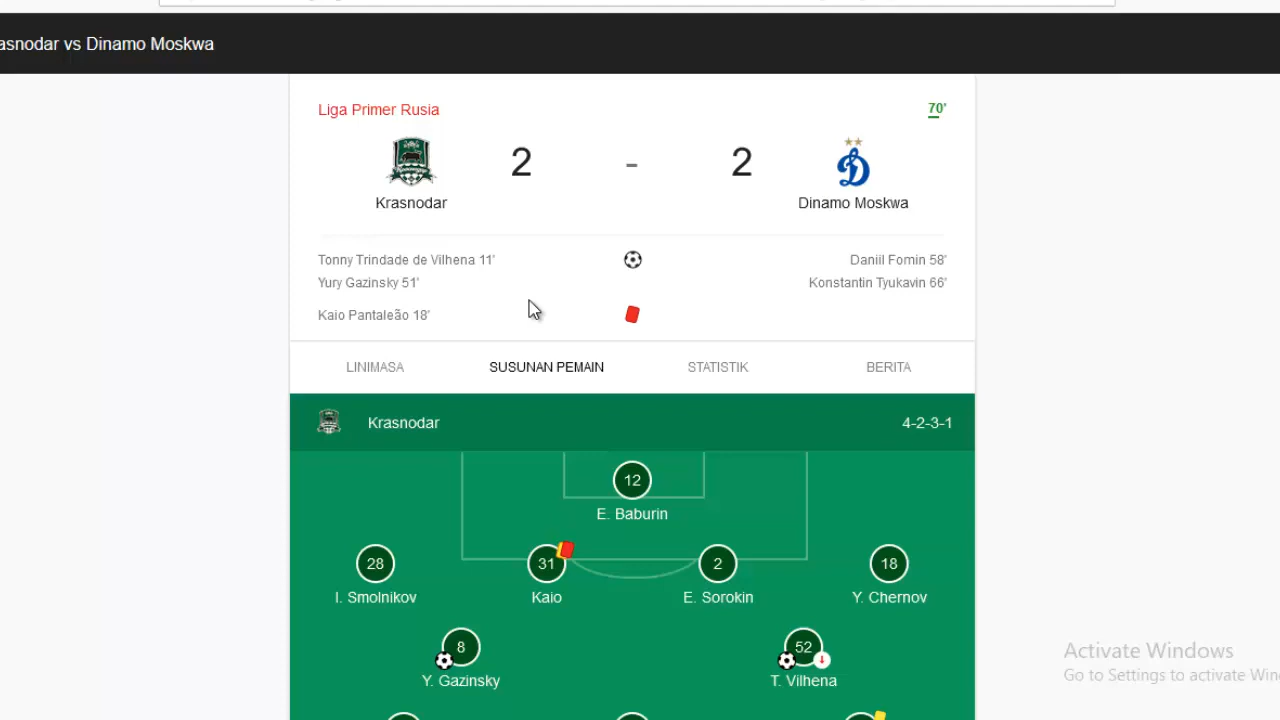 asnodar vs Dinamo Moskwa
Liga Primer Rusia
70'
2 - 2
Krasnodar
Dinamo Moskwa
Tonny Trindade de Vilhena 11'
Daniil Fomin 58'
Yury Gazinsky 51'
Konstantin Tyukavin 66'
Kaio Pantaleão 18'
LINIMASA
SUSUNAN PEMAIN
STATISTIK
BERITA
Krasnodar
4-2-3-1
12
E. Baburin
28
31
2
18
I. Smolnikov
Kaio
E. Sorokin
Y. Chernov
8
52
Y. Gazinsky
T. Vilhena
Activate Windows
Go to Settings to activate Win